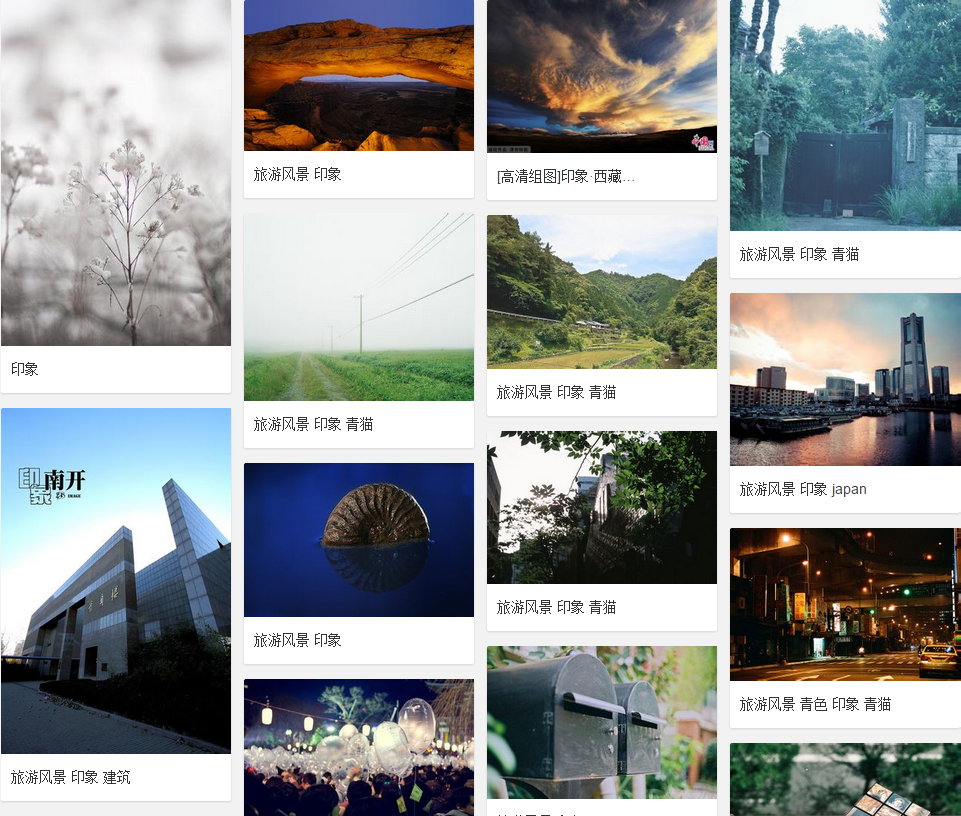 印象
印象
南开
IMAGE
旅游风景 印象 建筑
旅游风景 印象
旅游风景 印象 青猫
旅游风景 印象
[高清组图]印象·西藏…
旅游风景 印象 青猫
旅游风景 印象 青猫
旅游风景 印象 青猫
旅游风景 印象 japan
旅游风景 青色 印象 青猫